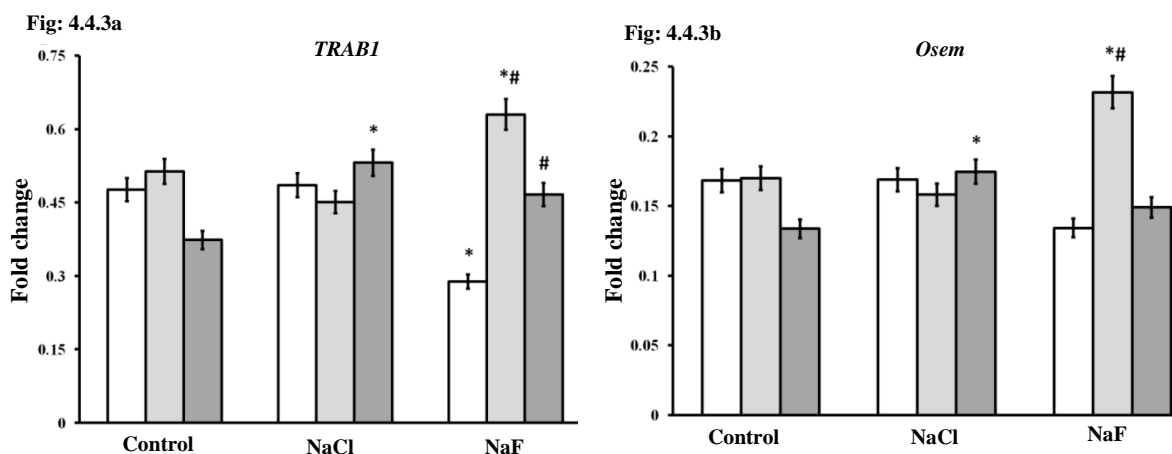 Fig: 4.4.3a
TRAB1
Fold change
0.75
0.6
0.45
0.3
0.15
0
*
*
*#
#
Control NaCl NaF
Fig: 4.4.3b
Osem
Fold change
0.25
0.2
0.15
0.1
0.05
0
*
*#
Control NaCl NaF